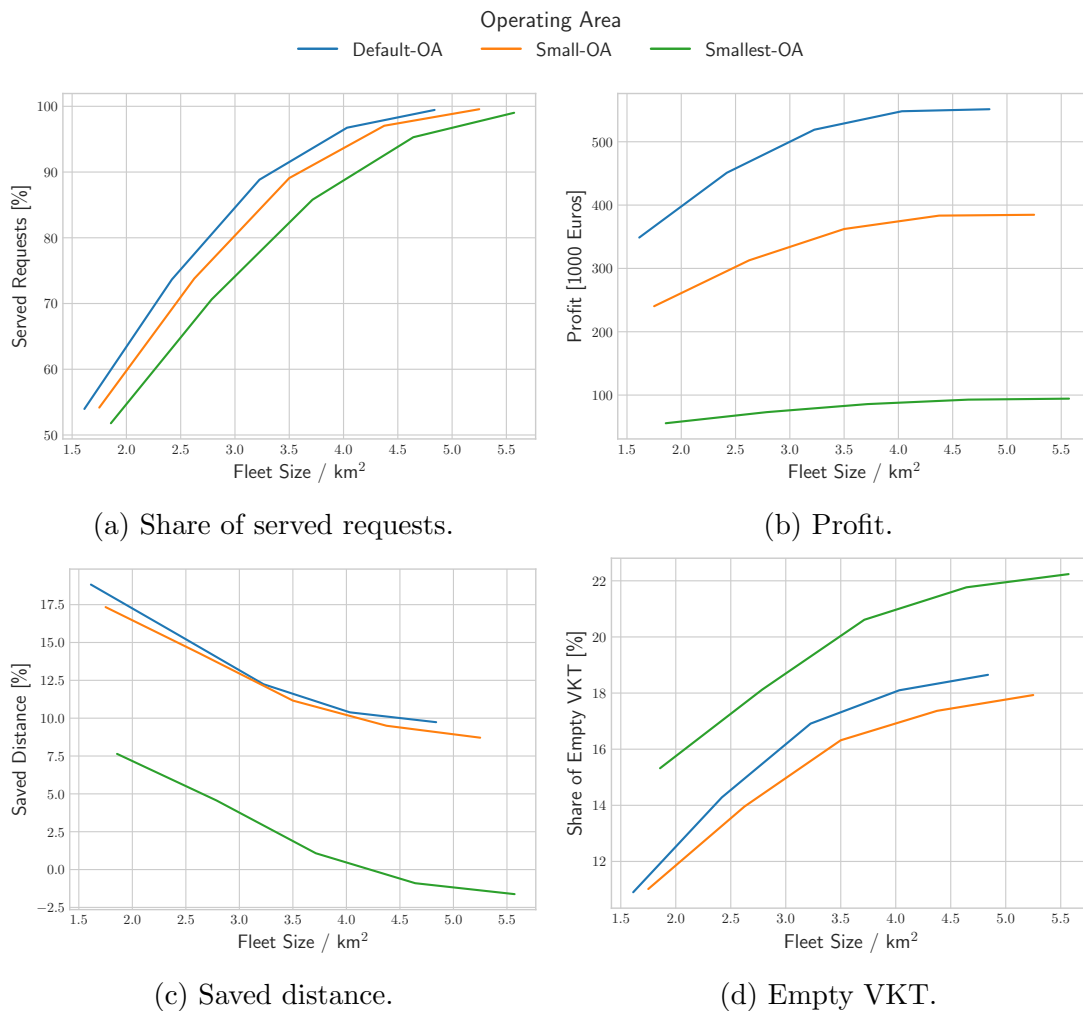 Operating Area
Default-OA Small-OA Smallest-OA
Served Requests [%]
100
90
80
70
60
50
1.5 2.0 2.5 3.0 3.5 4.0 4.5 5.0 5.5
Fleet Size / km²
(a) Share of served requests.
Profit [1000 Euros]
500
400
300
200
100
1.5 2.0 2.5 3.0 3.5 4.0 4.5 5.0 5.5
Fleet Size / km²
(b) Profit.
Saved Distance [%]
17.5
15.0
12.5
10.0
7.5
5.0
2.5
0.0
−2.5
1.5 2.0 2.5 3.0 3.5 4.0 4.5 5.0 5.5
Fleet Size / km²
(c) Saved distance.
Share of Empty VKT [%]
22
20
18
16
14
12
1.5 2.0 2.5 3.0 3.5 4.0 4.5 5.0 5.5
Fleet Size / km²
(d) Empty VKT.